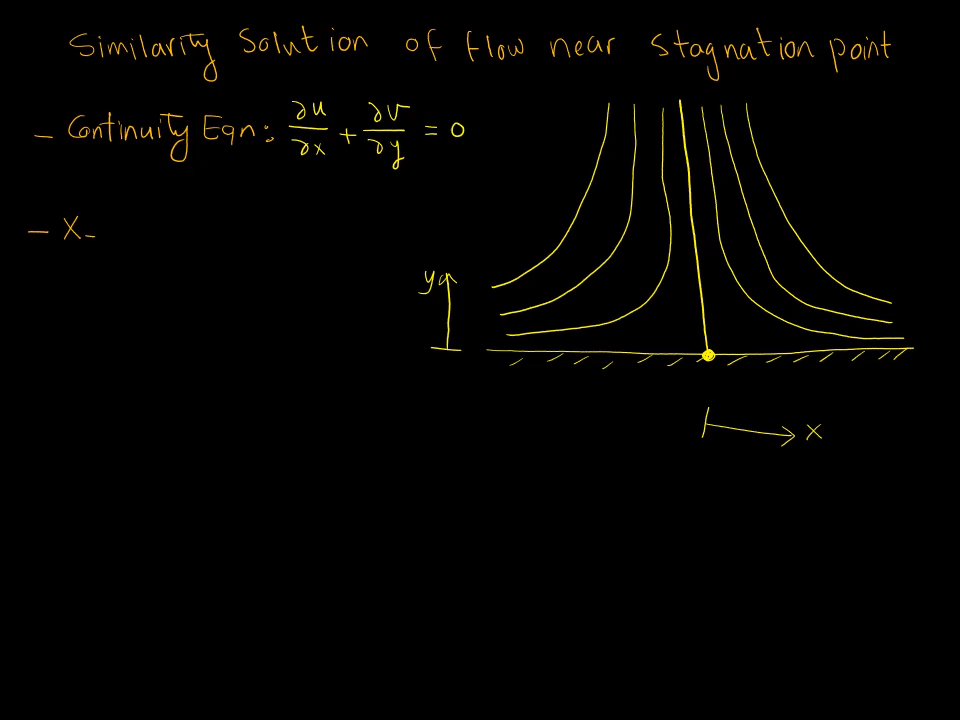 Similarity Solution of flow near stagnation point
- Continuity Eqn: ∂u/∂x + ∂v/∂y = 0
- X-
y
x